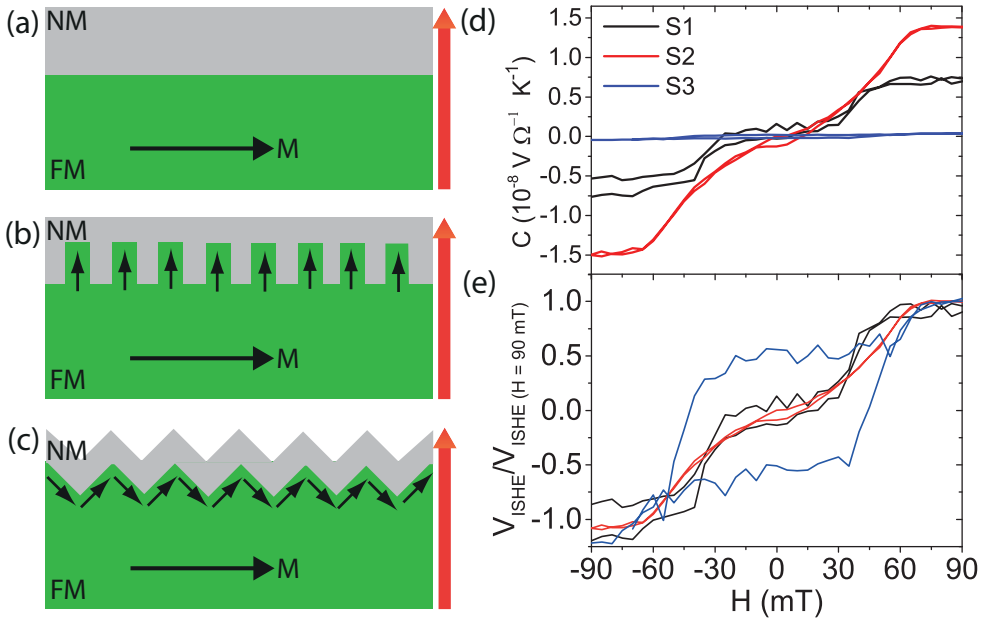 (a)
NM
M
FM
(b)
NM
M
FM
(c)
NM
M
FM
(d)
S1
S2
S3
1.5
1.0
0.5
0.0
-0.5
-1.0
-1.5
C (10⁻⁸ V Ω⁻¹ K⁻¹)
(e)
1.0
0.5
0.0
-0.5
-1.0
V_ISHE/V_ISHE (H = 90 mT)
-90 -60 -30 0 30 60 90
H (mT)